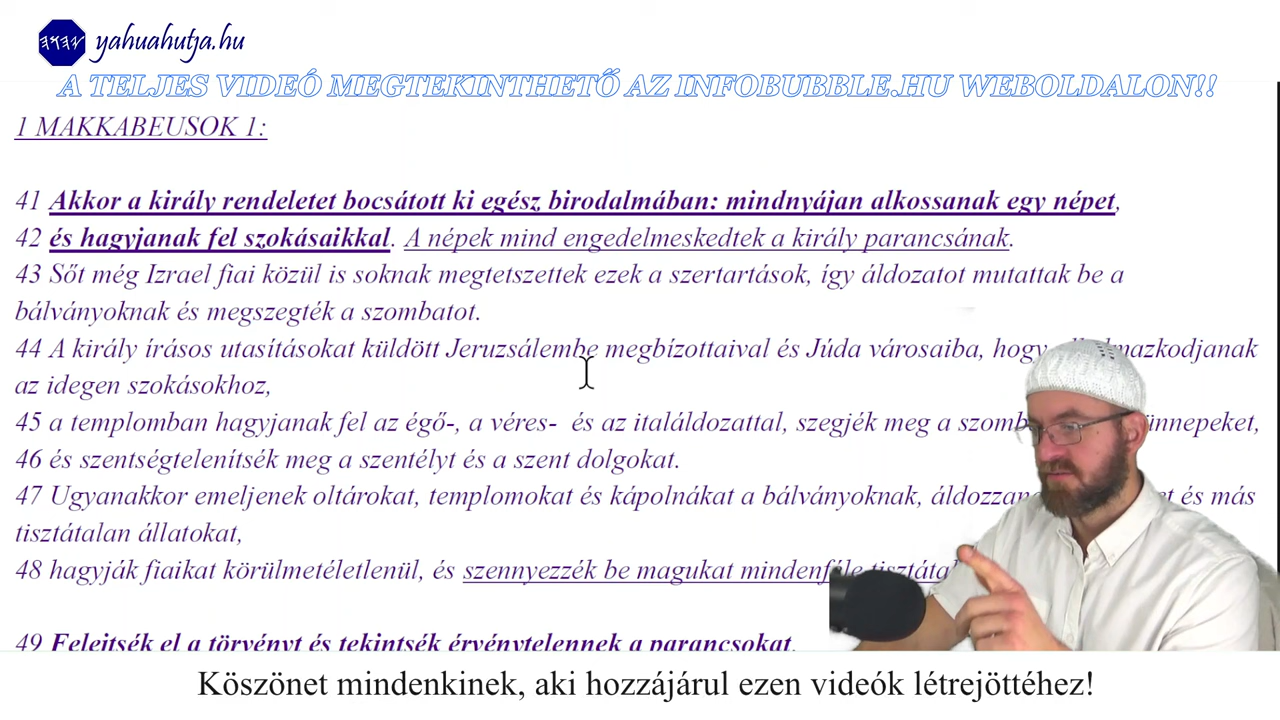 yahuahutja.hu
A TELJES VIDEÓ MEGTEKINTHETŐ AZ INFOBUBBLE.HU WEBOLDALON!!
1 MAKKABEUSOK 1:
41 Akkor a király rendeletet bocsátott ki egész birodalmában: mindnyájan alkossanak egy népet,
42 és hagyjanak fel szokásaikkal. A népek mind engedelmeskedtek a király parancsának.
43 Sőt még Izrael fiai közül is soknak megtetszettek ezek a szertartások, így áldozatot mutattak be a
bálványoknak és megszegték a szombatot.
44 A király írásos utasításokat küldött Jeruzsálembe megbízottaival és Júda városaiba,
az idegen szokásokhoz,
45 a templomban hagyjanak fel az égő-, a véres- és az italáldozattal, szegjék meg a
46 és szentségtelenítsék meg a szentélyt és a szent dolgokat.
47 Ugyanakkor emeljenek oltárokat, templomokat és kápolnákat a bálványoknak, és más
tisztátalan állatokat,
48 hagyják fiaikat körülmetéletlenül, és szennyezzék be magukat mindenféle
49 Felejtsék el a törvényt és tekintsék érvénytelennek a parancsokat.
Köszönet mindenkinek, aki hozzájárul ezen videók létrejöttéhez!